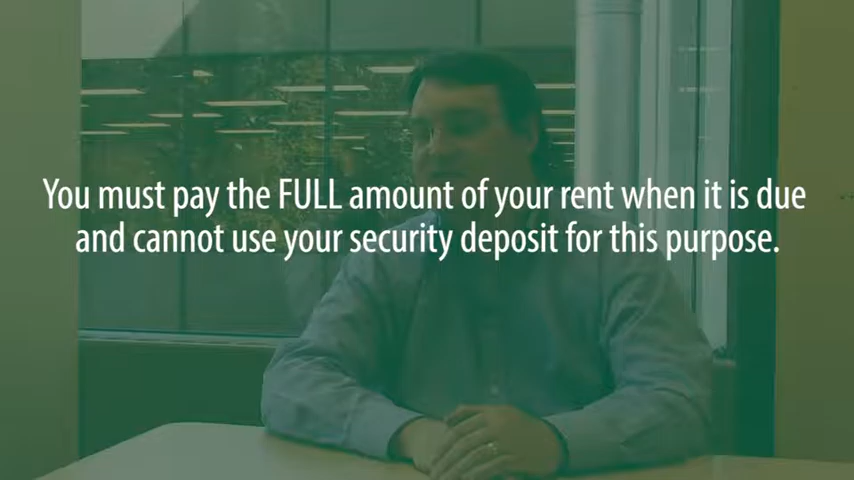 You must pay the FULL amount of your rent when it is due
and cannot use your security deposit for this purpose.